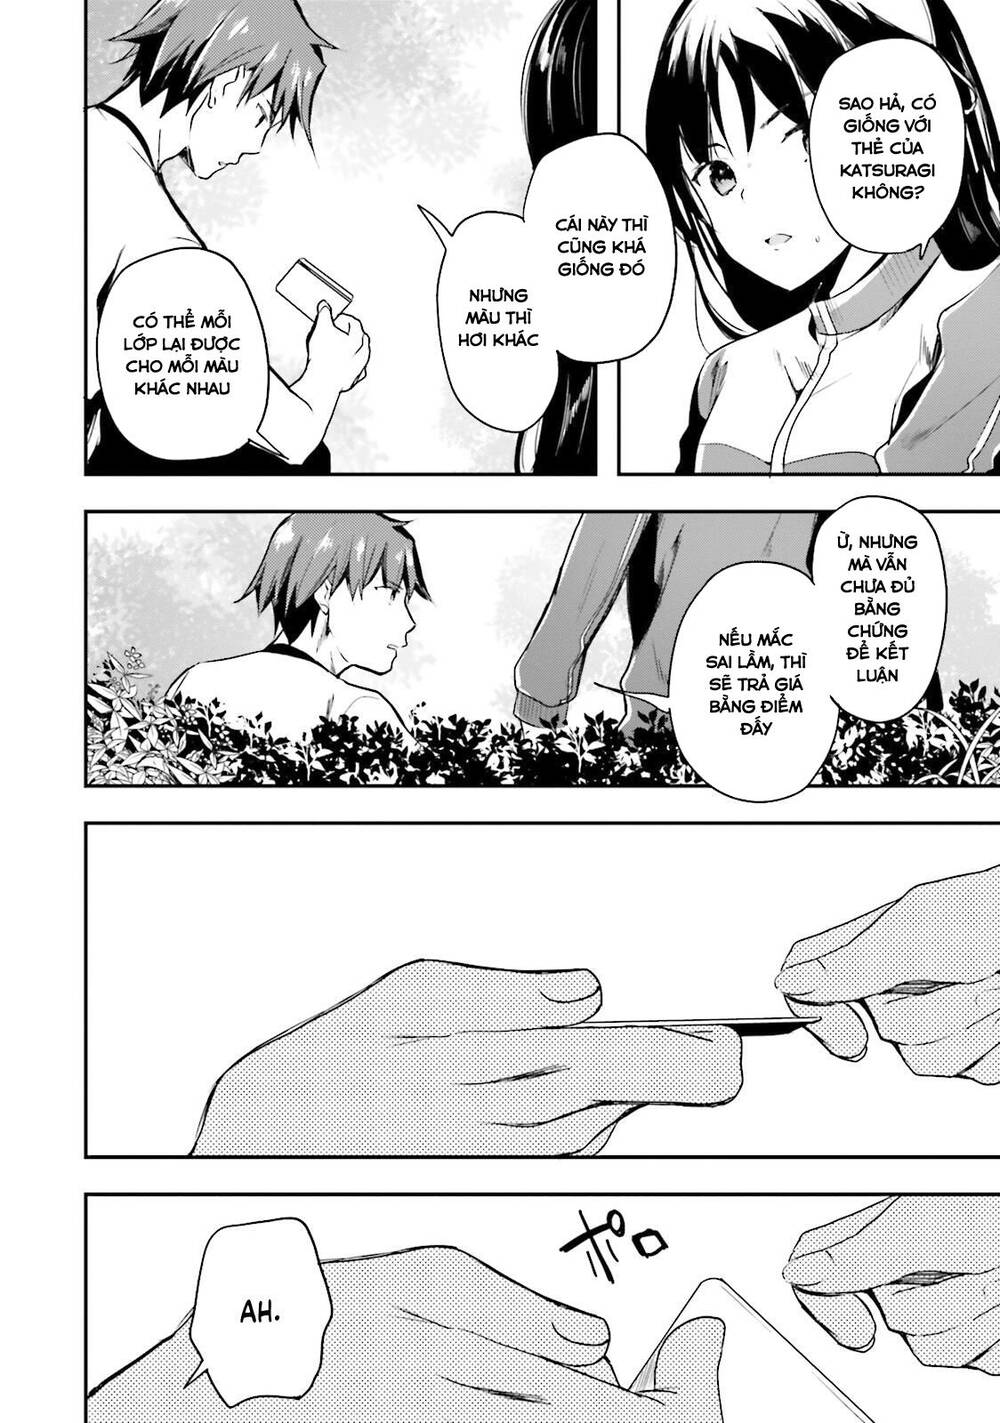 SAO HẢ, CÓ
GIỐNG VỚI
THẺ CỦA
KATSURAGI
KHÔNG?
CÁI NÀY THÌ
CŨNG KHÁ
GIỐNG ĐÓ
NHƯNG
MÀU THÌ
HƠI KHÁC
CÓ THỂ MỖI
LỚP LẠI ĐƯỢC
CHO MỖI MÀU
KHÁC NHAU
Ừ, NHƯNG
MÀ VẪN
CHƯA ĐỦ
BẰNG
CHỨNG
ĐỂ KẾT
LUẬN
NẾU MẮC
SAI LẦM, THÌ
SẼ TRẢ GIÁ
BẰNG ĐIỂM
ĐẤY
ポロ
AH.